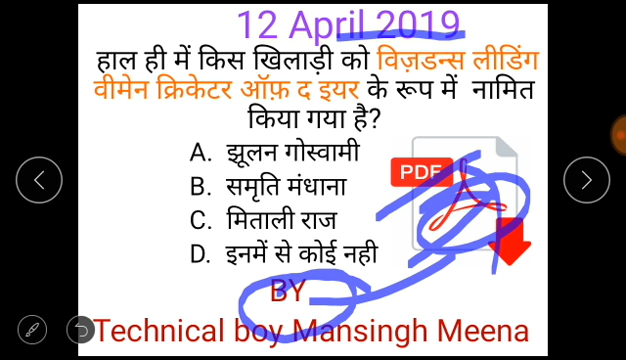 12 April 2019
हाल ही में किस खिलाड़ी को विज़डन्स लीडिंग
वीमेन क्रिकेटर ऑफ़ द इयर के रूप में नामित
किया गया है?
A. झूलन गोस्वामी
B. समृति मंधाना
C. मिताली राज
D. इनमें से कोई नही
PDF
BY
Technical boy Mansingh Meena